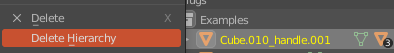 Delete
Delete Hierarchy
Examples
Cube.010_handle.001
3